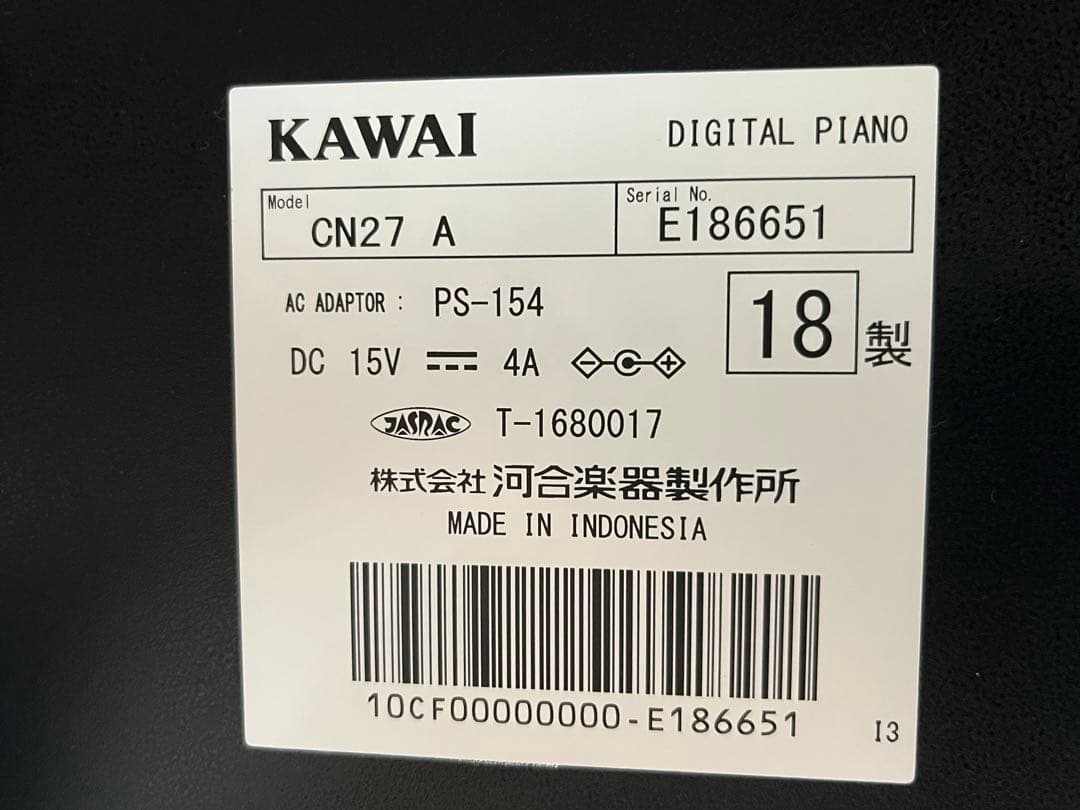 KAWAI DIGITAL PIANO
Model CN27 A Serial No. E186651
AC ADAPTOR : PS-154
DC 15V 4A
18 製
JASRAC T-1680017
株式会社 河合楽器製作所
MADE IN INDONESIA
10CF00000000-E186651
I3